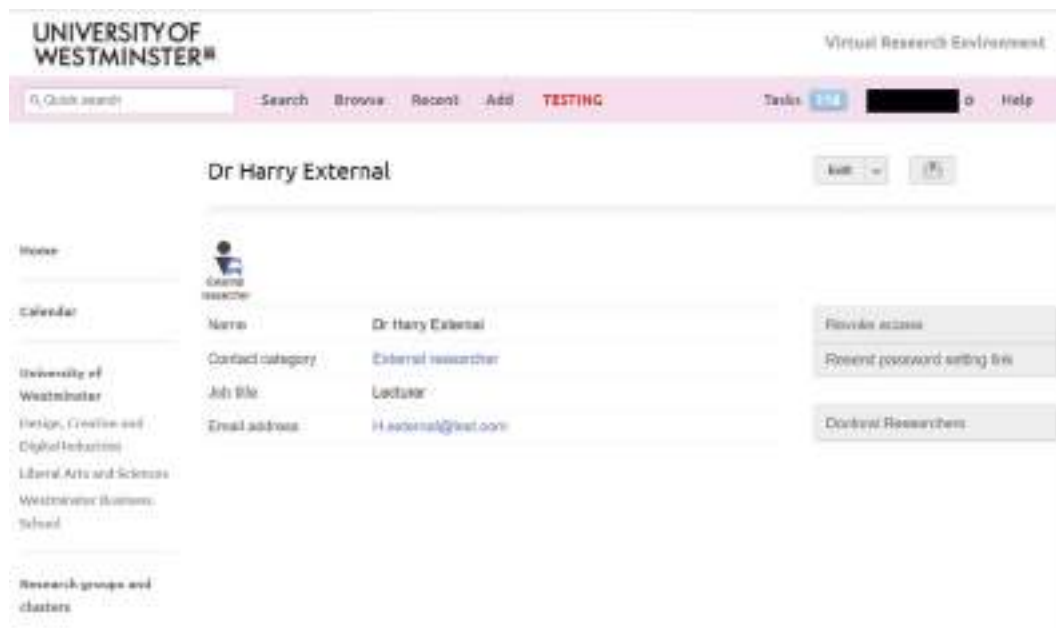 UNIVERSITY OF
WESTMINSTER
Virtual Research Environment
Quick search
Search Browse Recent Add TESTING
Tasks
Help
Dr Harry External
Edit
Home
Calendar
University of
Westminster
Design, Creative and
Digital Industries
Liberal Arts and Sciences
Westminster Business
School
Research groups and
clusters
External
researcher
Name Dr Harry External
Contact category External researcher
Job title Lecturer
Email address H.external@test.com
Revoke access
Resend password setting link
Doctoral Researchers